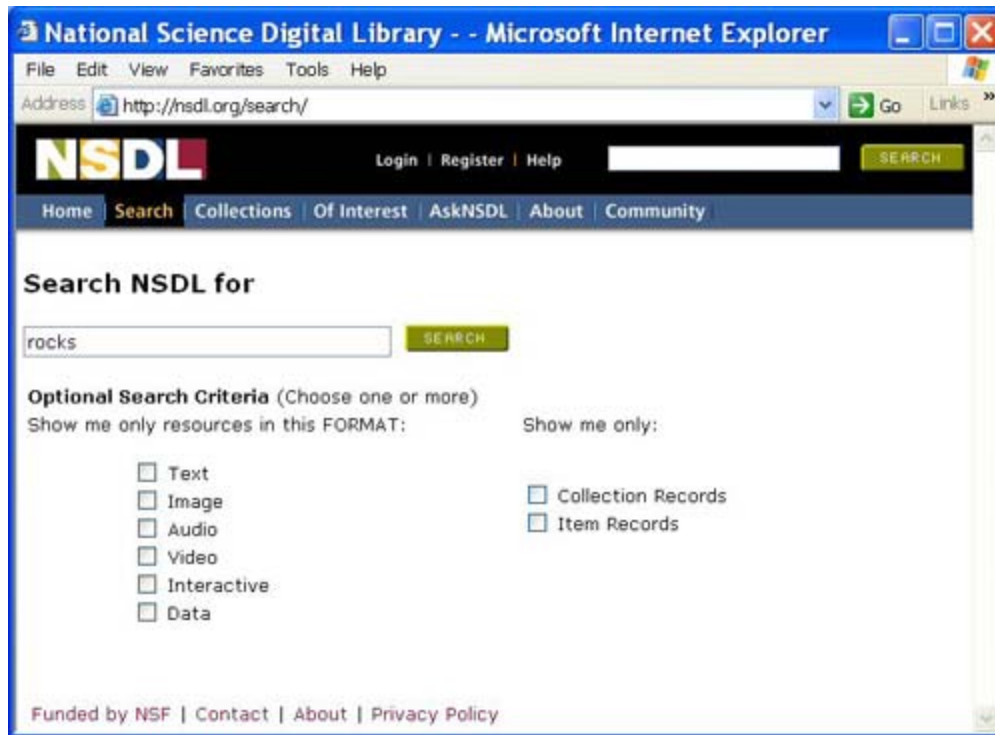 National Science Digital Library - - Microsoft Internet Explorer
File Edit View Favorites Tools Help
Address http://nsdl.org/search/ Go Links »
NSDL Login | Register | Help SEARCH
Home Search Collections Of Interest AskNSDL About Community
Search NSDL for
rocks SEARCH
Optional Search Criteria (Choose one or more)
Show me only resources in this FORMAT: Show me only:
Text
Image
Audio
Video
Interactive
Data
Collection Records
Item Records
Funded by NSF | Contact | About | Privacy Policy